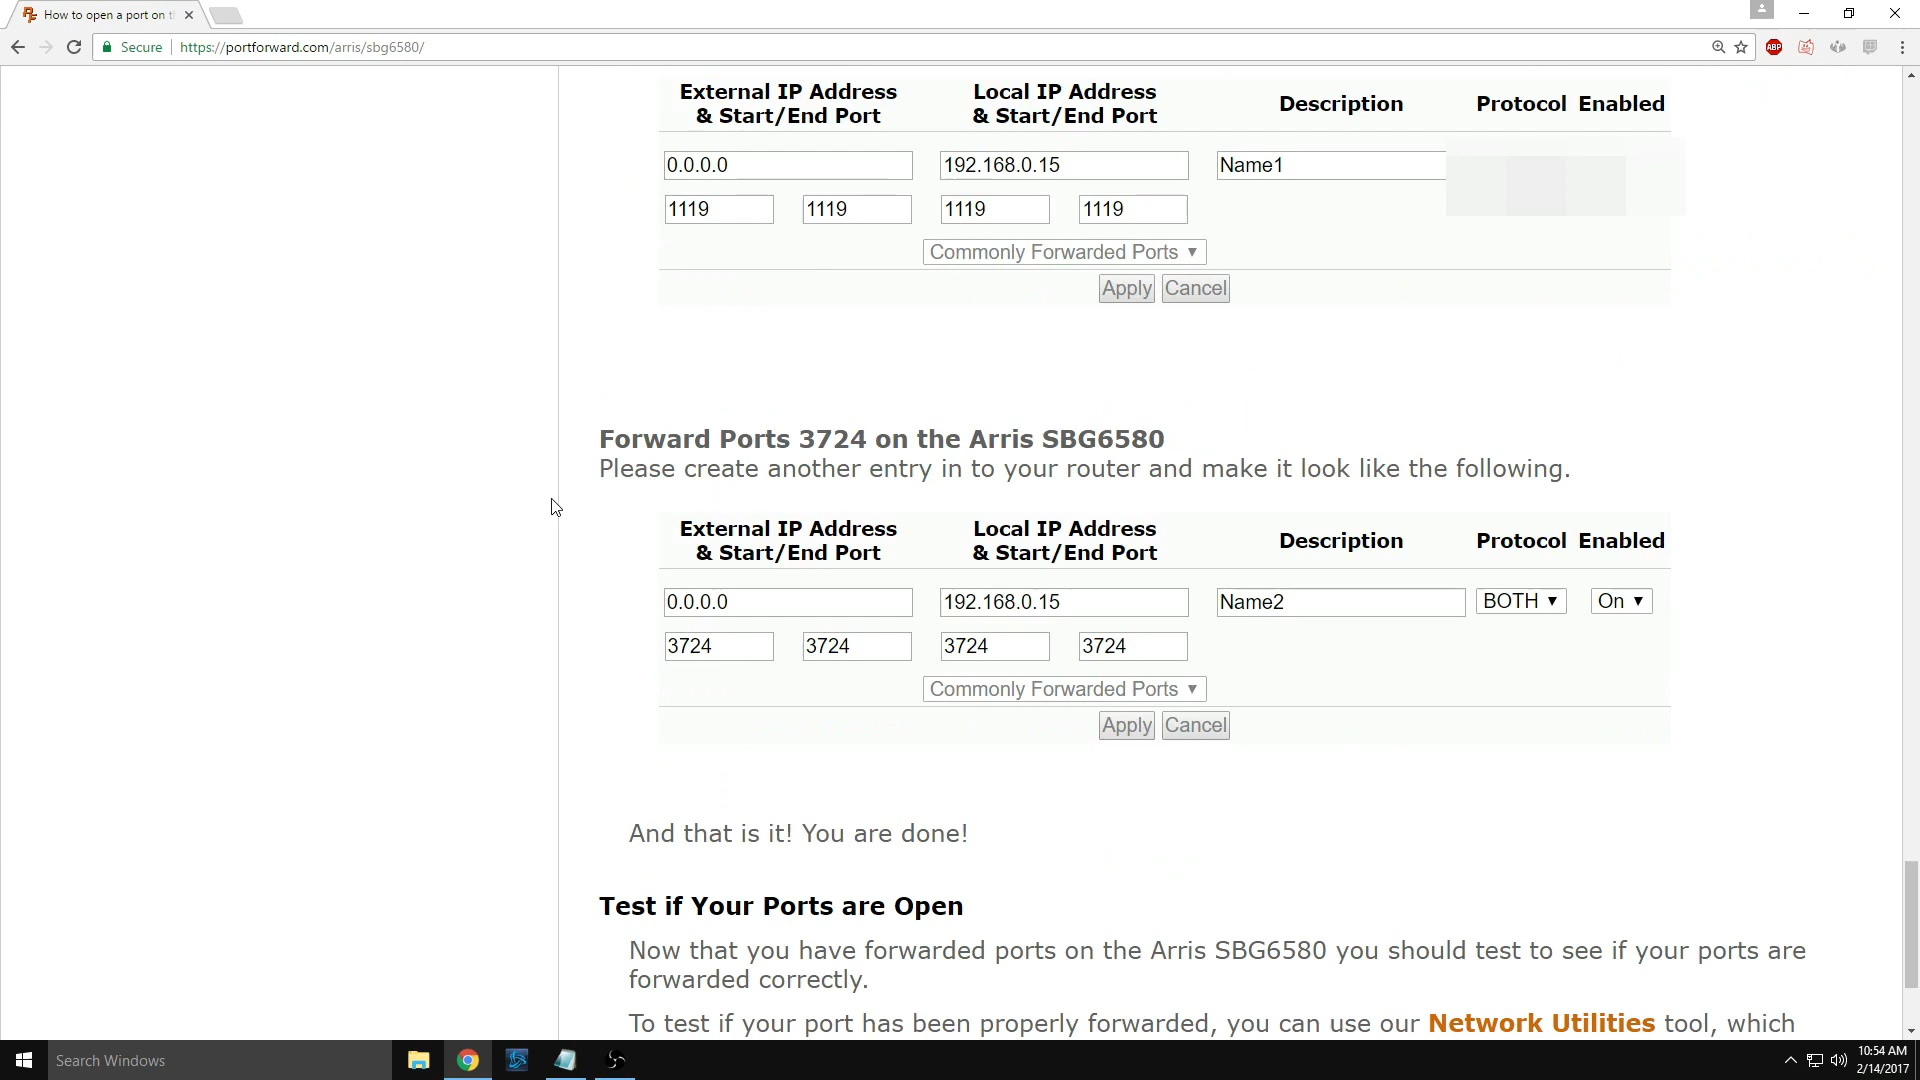 How to open a port on t
Secure
https://portforward.com/arris/sbg6580/
ABP
External IP Address
& Start/End Port
Local IP Address
& Start/End Port
Description
Protocol
Enabled
0.0.0.0
192.168.0.15
Name1
1119
1119
1119
1119
Commonly Forwarded Ports
Apply
Cancel
Forward Ports 3724 on the Arris SBG6580
Please create another entry in to your router and make it look like the following.
External IP Address
& Start/End Port
Local IP Address
& Start/End Port
Description
Protocol
Enabled
0.0.0.0
192.168.0.15
Name2
BOTH
On
3724
3724
3724
3724
Commonly Forwarded Ports
Apply
Cancel
And that is it! You are done!
Test if Your Ports are Open
Now that you have forwarded ports on the Arris SBG6580 you should test to see if your ports are
forwarded correctly.
To test if your port has been properly forwarded, you can use our Network Utilities tool, which
Search Windows
10:54 AM
2/14/2017